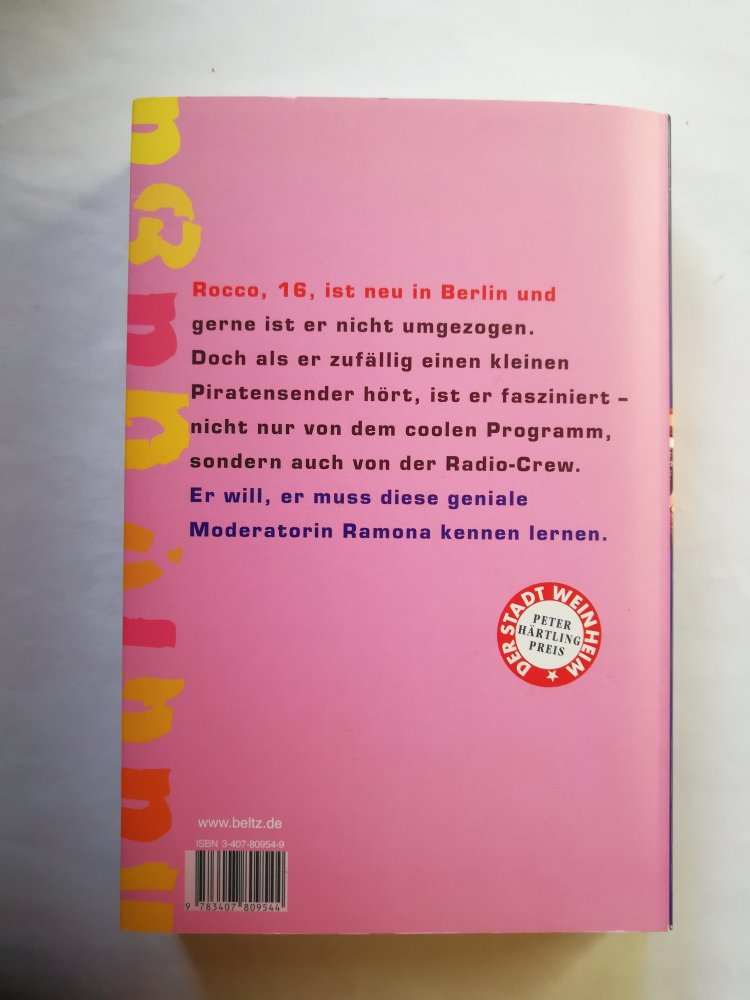 Rocco, 16, ist neu in Berlin und
gerne ist er nicht umgezogen.
Doch als er zufällig einen kleinen
Piratensender hört, ist er fasziniert –
nicht nur von dem coolen Programm,
sondern auch von der Radio-Crew.
Er will, er muss diese geniale
Moderatorin Ramona kennen lernen.
DER STADT WEINHEIM
PETER
HÄRTLING
PREIS
www.beltz.de
ISBN 3-407-80954-9
9 783407 809544